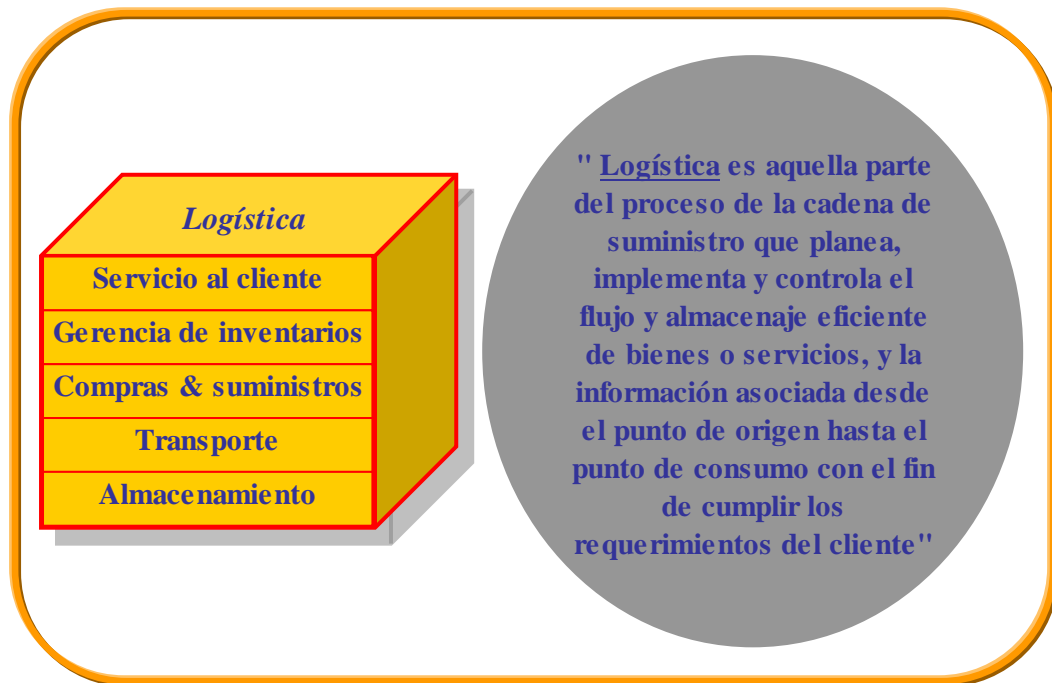 Logística
Servicio al cliente
Gerencia de inventarios
Compras & suministros
Transporte
Almacenamiento
" Logística es aquella parte
del proceso de la cadena de
suministro que planea,
implementa y controla el
flujo y almacenaje eficiente
de bienes o servicios, y la
información asociada desde
el punto de origen hasta el
punto de consumo con el fin
de cumplir los
requerimientos del cliente"